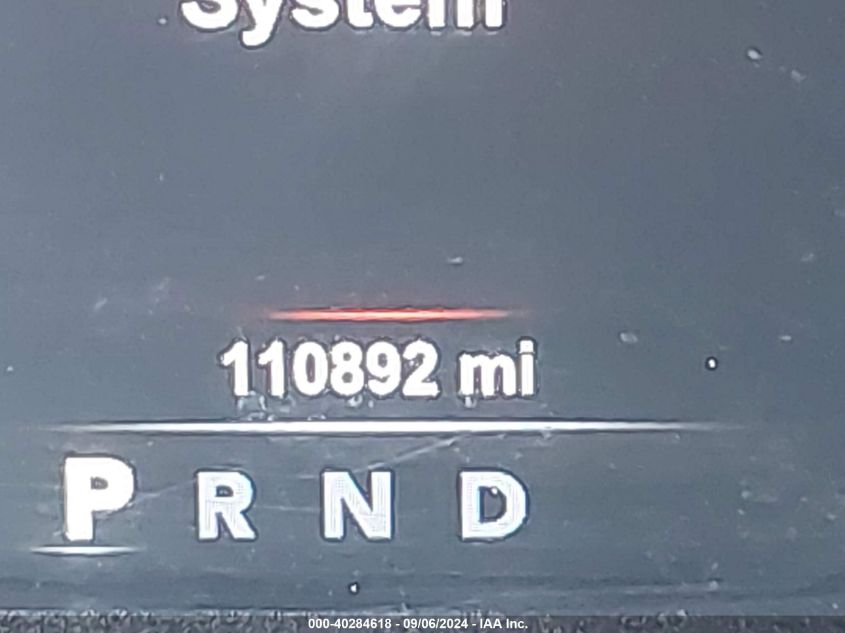 System
110892 mi
P R N D
000-40284618 - 09/06/2024 - IAA Inc.